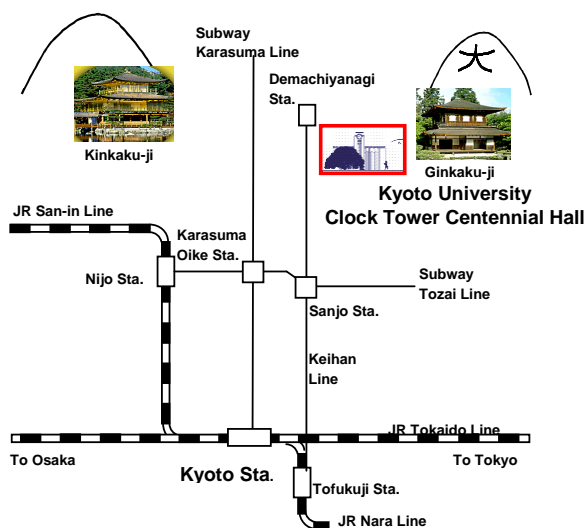 Subway
Karasuma Line
Demachiyanagi
Sta.
大
Kinkaku-ji
Ginkaku-ji
Kyoto University
Clock Tower Centennial Hall
JR San-in Line
Karasuma
Oike Sta.
Nijo Sta.
Subway
Tozai Line
Sanjo Sta.
Keihan
Line
JR Tokaido Line
To Osaka
To Tokyo
Kyoto Sta.
Tofukuji Sta.
JR Nara Line